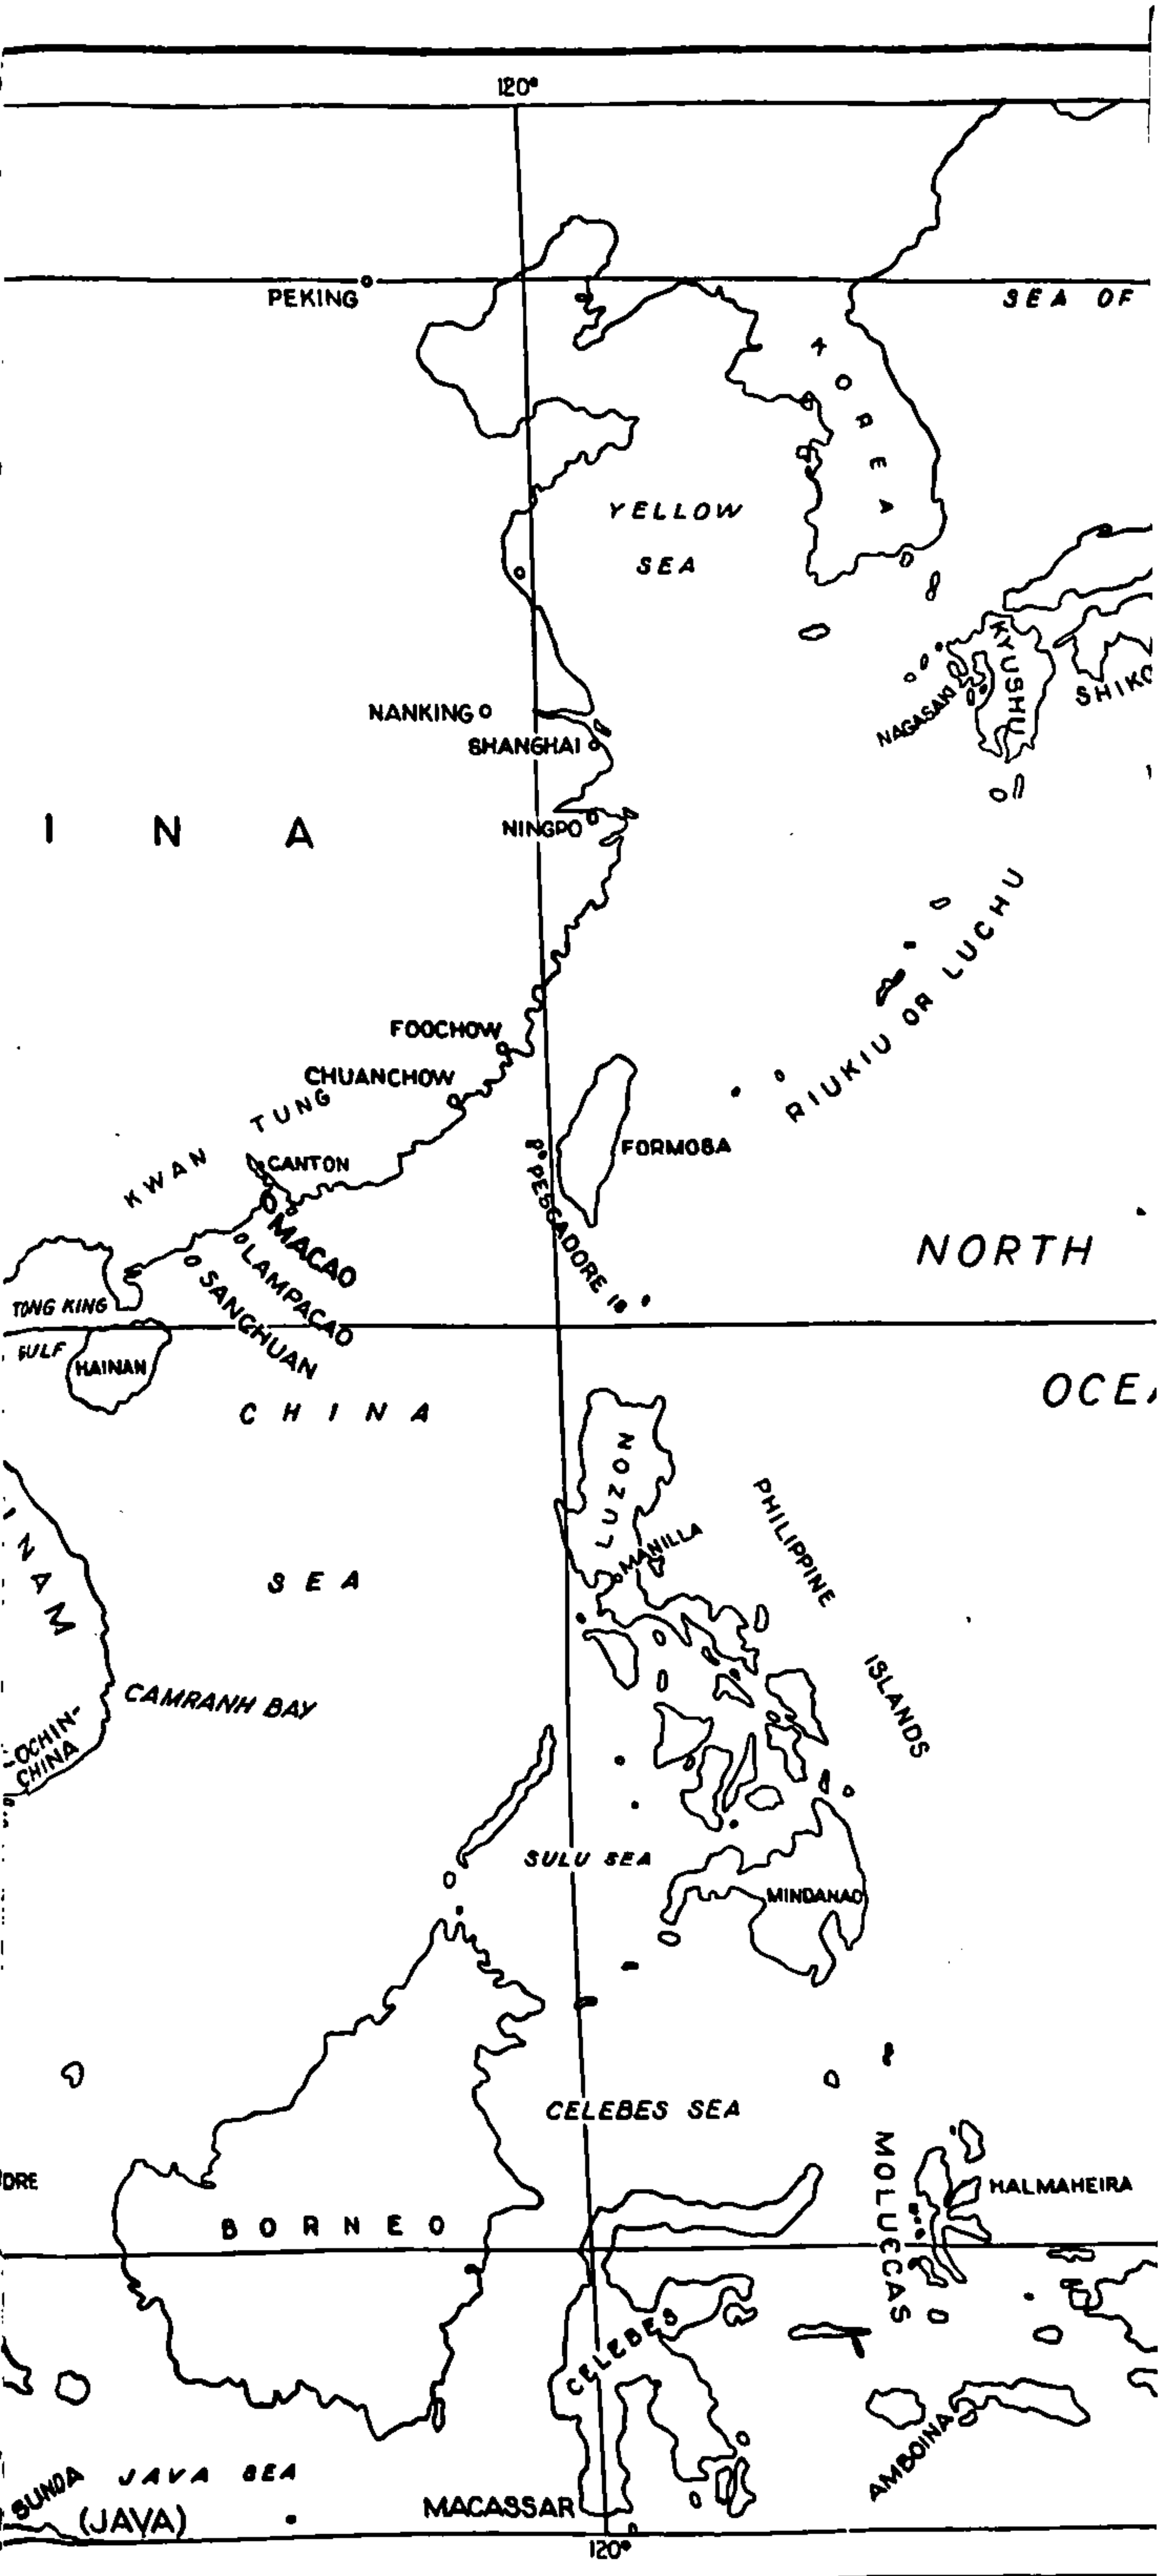 120°
PEKING
SEA OF
KOREA
YELLOW
SEA
KYUSHU
NAGASAKI
SHIKO
NANKING
SHANGHAI
INA
NINGPO
RIUKIU OR LUCHU
FOOCHOW
CHUANCHOW
KWAN TUNG
FORMOSA
CANTON
PESCADORE IS
MACAO
LAMPACAO
SANCHUAN
NORTH
TONG KING
GULF
HAINAN
OCEA
CHINA
LUZON
MANILLA
PHILIPPINE
ISLANDS
SEA
NAM
CAMRANH BAY
OCHIN-
CHINA
SULU SEA
MINDANAO
CELEBES SEA
MOLUCCAS
HALMAHEIRA
ORE
BORNEO
CELEBES
AMBOINA
SUNDA
JAVA SEA
(JAVA)
MACASSAR
120°